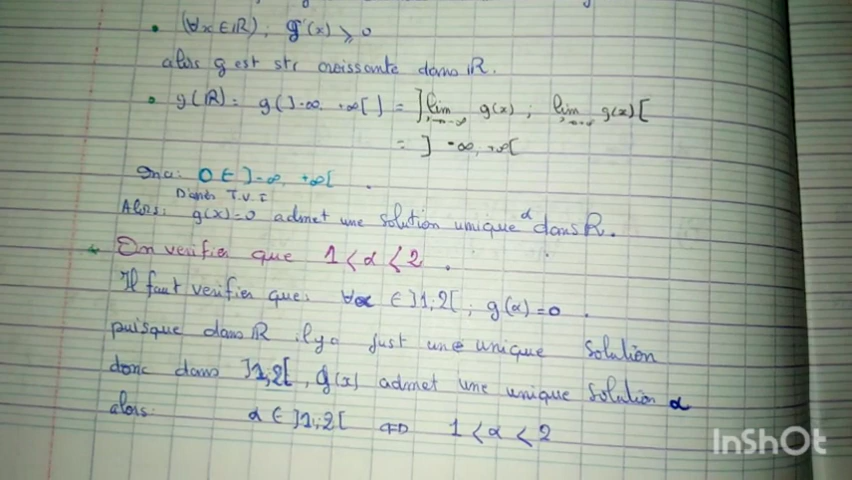 • (∀x∈ℝ); g'(x) ⩾ 0
alors g est str croissante dans ℝ.
• g(ℝ) = g(]-∞, +∞[) = ] lim x→-∞ g(x) ; lim x→+∞ g(x) [
= ] -∞, +∞[
On a: 0 ∈ ]-∞, +∞[ .
D'après T.V.I
Alors: g(x)=0 admet une solution unique α dans ℝ.
On verifier que 1 < α < 2 .
Il faut verifier que: ∀α ∈ ]1;2[ ; g(α)=0 .
puisque dans ℝ il y a just une unique solution
donc dans ]1,2[, g(x) admet une unique solution α
alors: α ∈ ]1;2[ ⇔ 1 < α < 2
InShOt